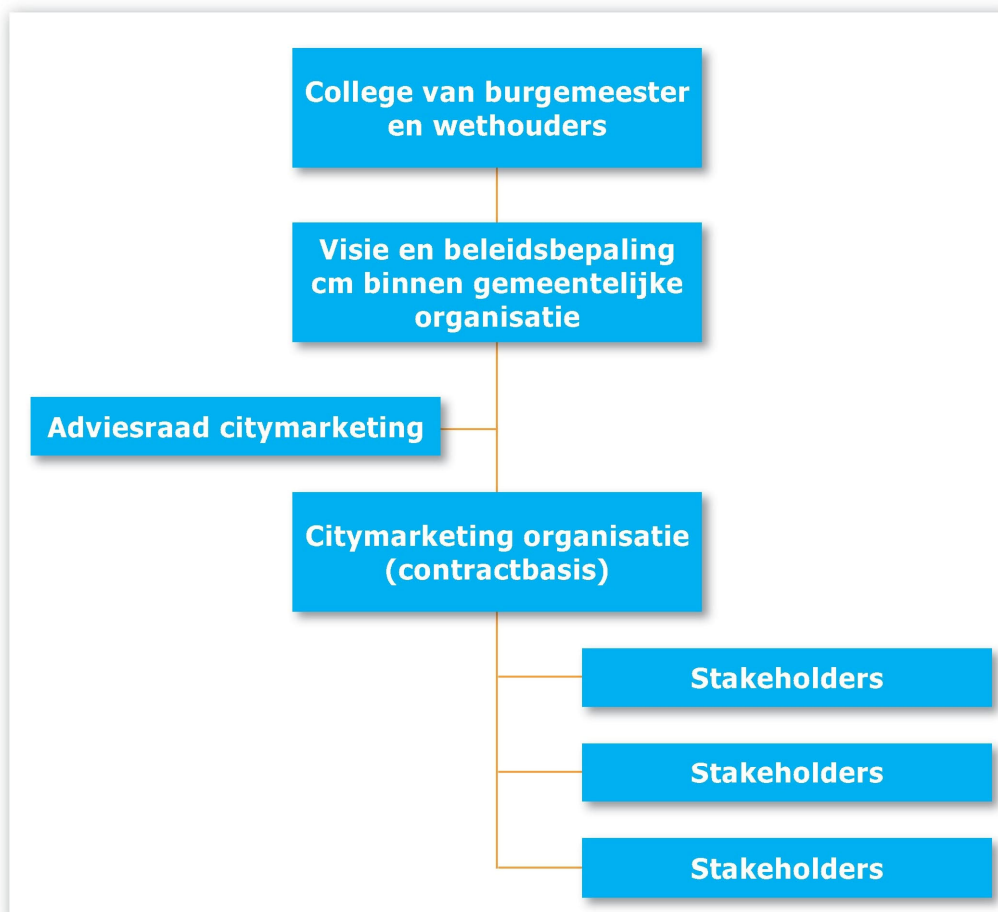 College van burgemeester
en wethouders
Visie en beleidsbepaling
cm binnen gemeentelijke
organisatie
Adviesraad citymarketing
Citymarketing organisatie
(contractbasis)
Stakeholders
Stakeholders
Stakeholders